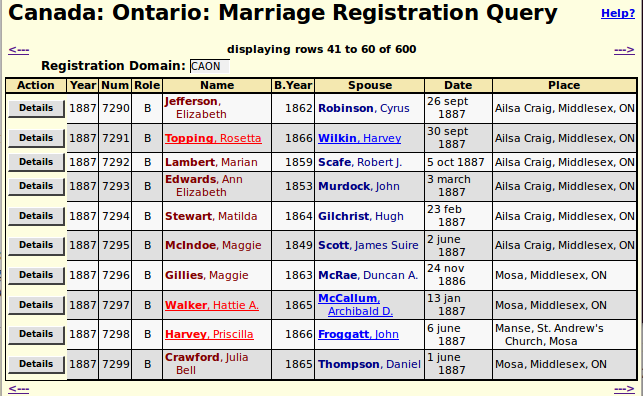 Canada: Ontario: Marriage Registration Query
Help?
<--- displaying rows 41 to 60 of 600 --->
Registration Domain: CAON
Action Year Num Role Name B.Year Spouse Date Place
Details 1887 7290 B Jefferson, Elizabeth 1862 Robinson, Cyrus 26 sept 1887 Ailsa Craig, Middlesex, ON
Details 1887 7291 B Topping, Rosetta 1866 Wilkin, Harvey 30 sept 1887 Ailsa Craig, Middlesex, ON
Details 1887 7292 B Lambert, Marian 1859 Scafe, Robert J. 5 oct 1887 Ailsa Craig, Middlesex, ON
Details 1887 7293 B Edwards, Ann Elizabeth 1853 Murdock, John 3 march 1887 Ailsa Craig, Middlesex, ON
Details 1887 7294 B Stewart, Matilda 1864 Gilchrist, Hugh 23 feb 1887 Ailsa Craig, Middlesex, ON
Details 1887 7295 B McIndoe, Maggie 1849 Scott, James Suire 2 june 1887 Ailsa Craig, Middlesex, ON
Details 1887 7296 B Gillies, Maggie 1863 McRae, Duncan A. 24 nov 1886 Mosa, Middlesex, ON
Details 1887 7297 B Walker, Hattie A. 1865 McCallum, Archibald D. 13 jan 1887 Mosa, Middlesex, ON
Details 1887 7298 B Harvey, Priscilla 1866 Froggatt, John 6 june 1887 Manse, St. Andrew's Church, Mosa
Details 1887 7299 B Crawford, Julia Bell 1865 Thompson, Daniel 1 june 1887 Mosa, Middlesex, ON
<--- --->